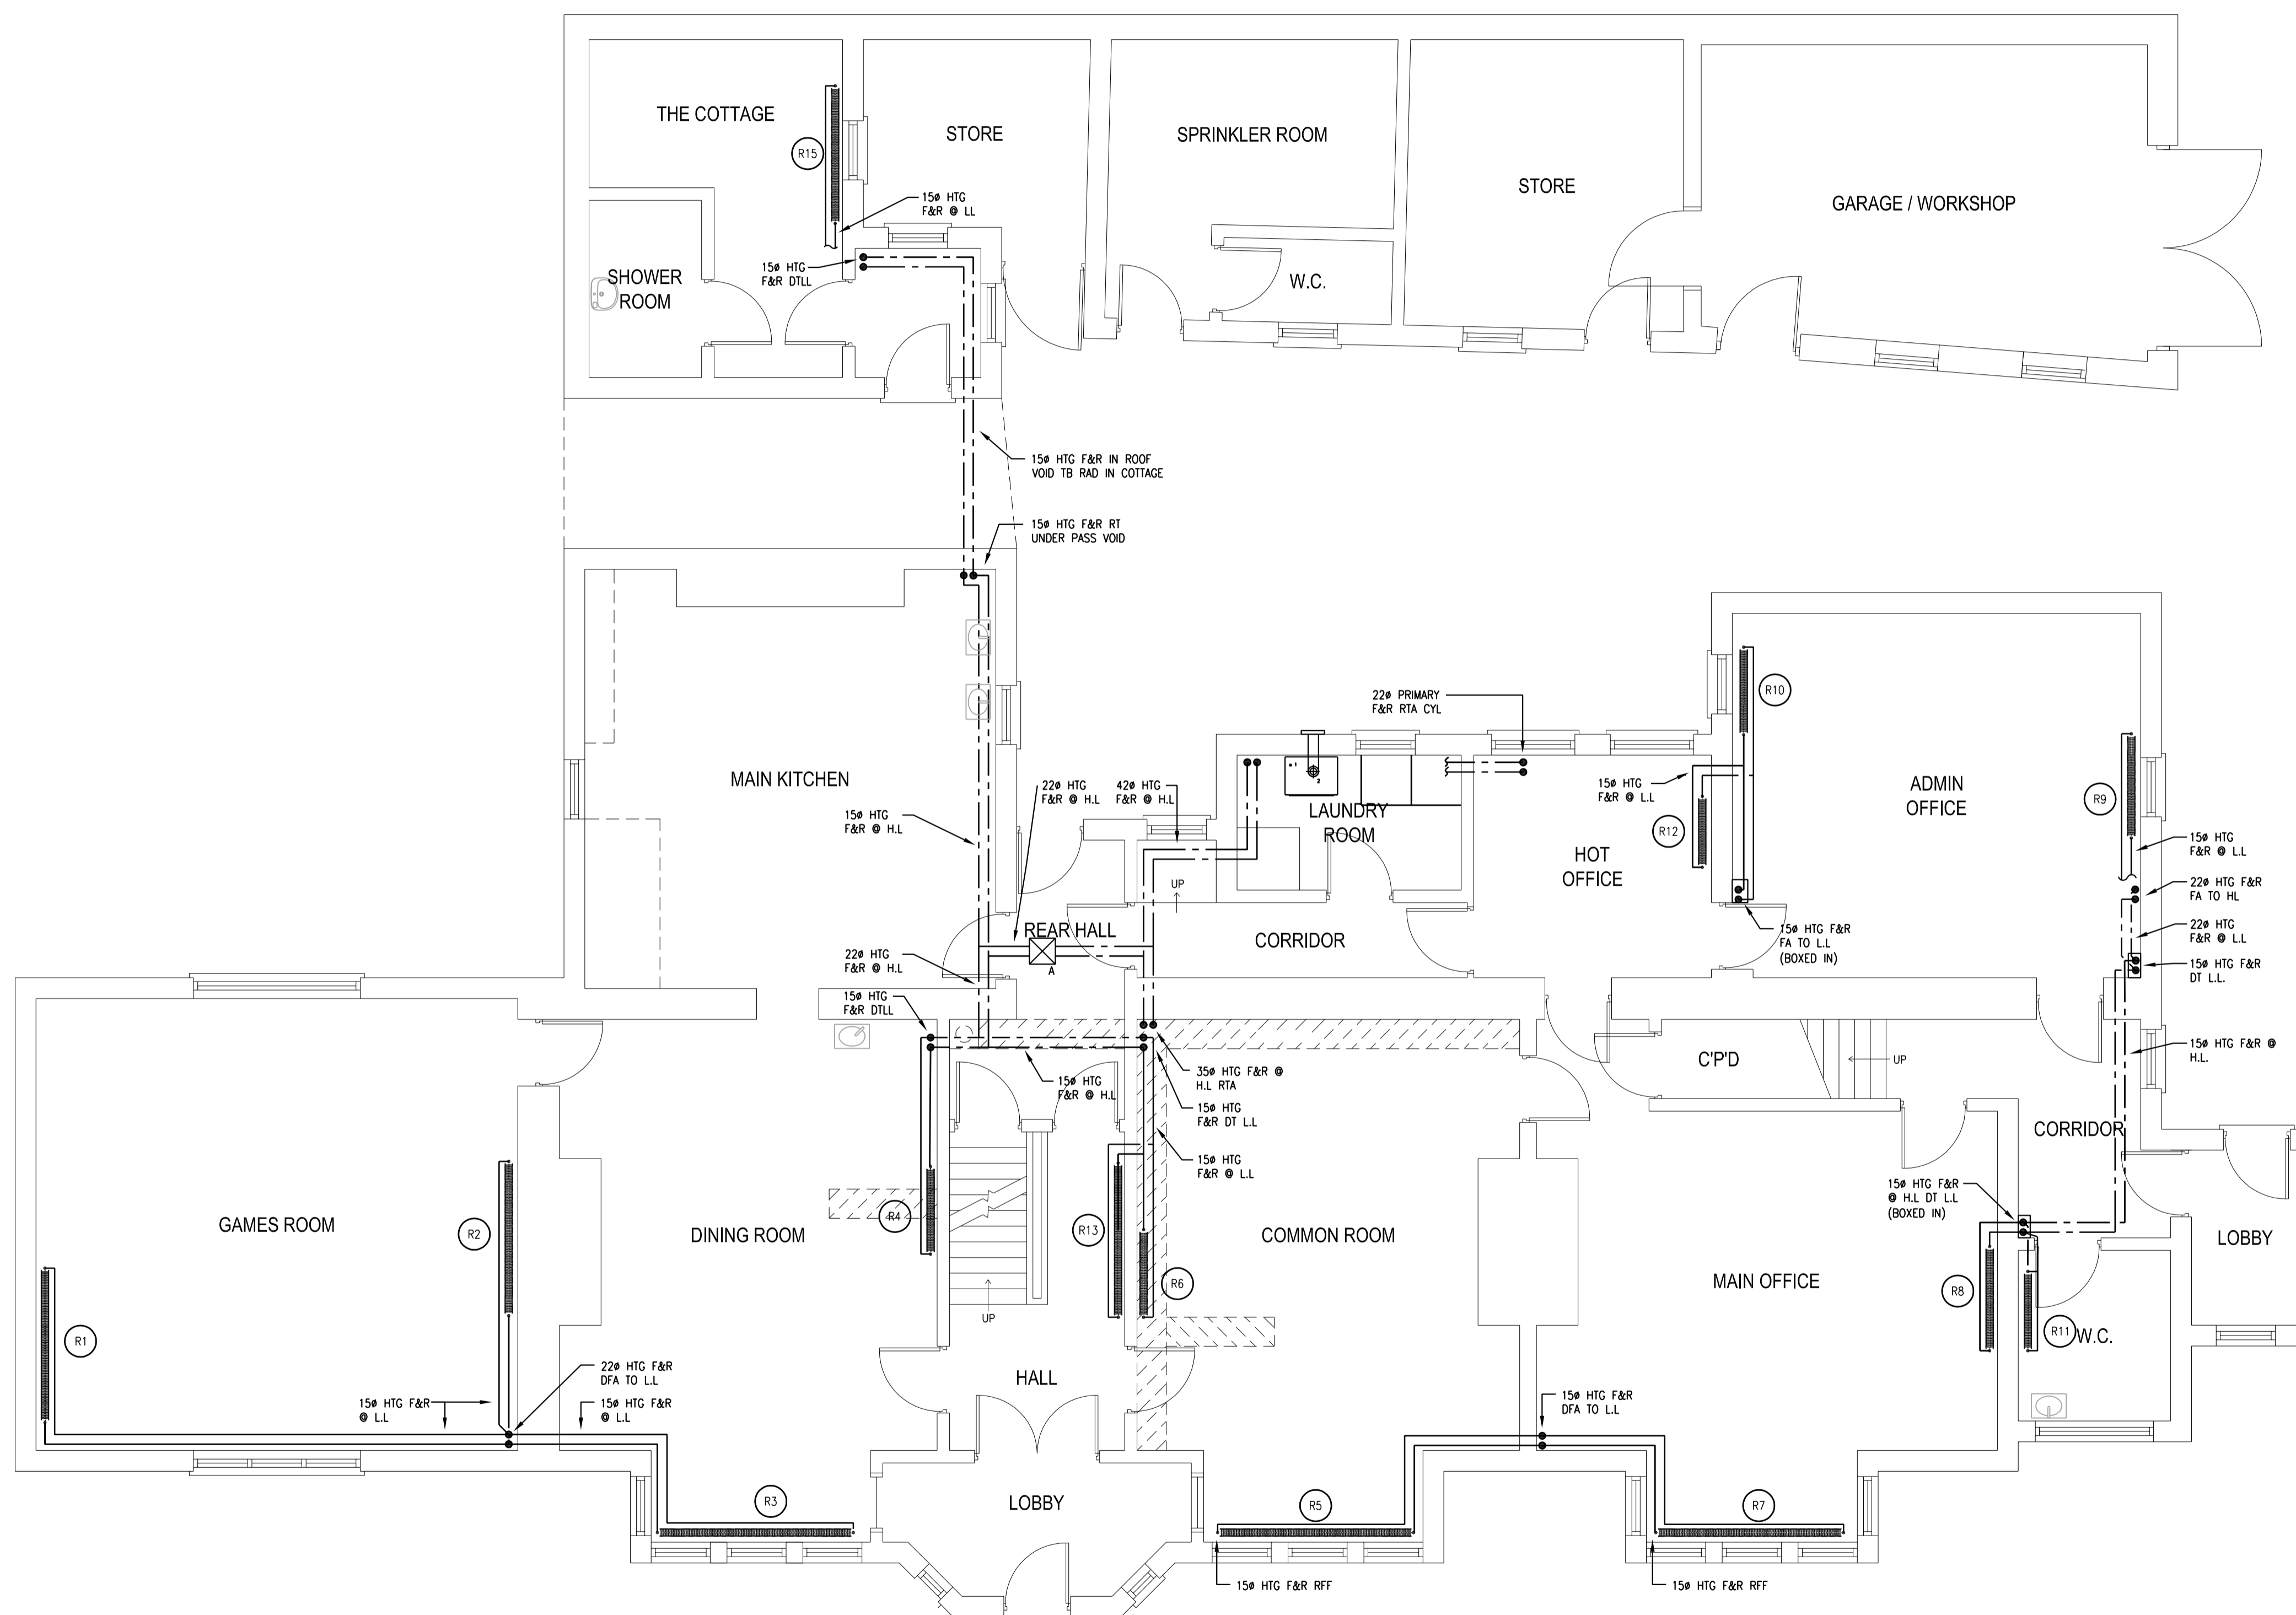 THE COTTAGE
STORE
SPRINKLER ROOM
STORE
GARAGE / WORKSHOP
R15
15ø HTG
F&R @ LL
15ø HTG
F&R DTLL
SHOWER
ROOM
W.C.
15ø HTG F&R IN ROOF
VOID TB RAD IN COTTAGE
15ø HTG F&R RT
UNDER PASS VOID
MAIN KITCHEN
22ø HTG
F&R @ H.L
42ø HTG
F&R @ H.L
15ø HTG
F&R @ H.L
22ø PRIMARY
F&R RTA CYL
1
2
LAUNDRY
ROOM
UP
HOT
OFFICE
15ø HTG
F&R @ L.L
R10
R12
ADMIN
OFFICE
R9
15ø HTG
F&R @ L.L
22ø HTG F&R
FA TO HL
22ø HTG
F&R @ L.L
15ø HTG F&R
DT L.L.
15ø HTG F&R
FA TO L.L
(BOXED IN)
REAR HALL
A
CORRIDOR
22ø HTG
F&R @ H.L
15ø HTG
F&R DTLL
15ø HTG
F&R @ H.L
35ø HTG F&R @
H.L RTA
15ø HTG
F&R DT L.L
15ø HTG
F&R @ L.L
C'P'D
UP
15ø HTG F&R @
H.L.
CORRIDOR
15ø HTG F&R
@ H.L DT L.L
(BOXED IN)
GAMES ROOM
R2
DINING ROOM
R4
R13
R6
COMMON ROOM
MAIN OFFICE
R8
R11
W.C.
LOBBY
R1
UP
HALL
22ø HTG F&R
DFA TO L.L
15ø HTG F&R
@ L.L
15ø HTG F&R
@ L.L
15ø HTG F&R
DFA TO L.L
R3
LOBBY
R5
R7
15ø HTG F&R RFF
15ø HTG F&R RFF